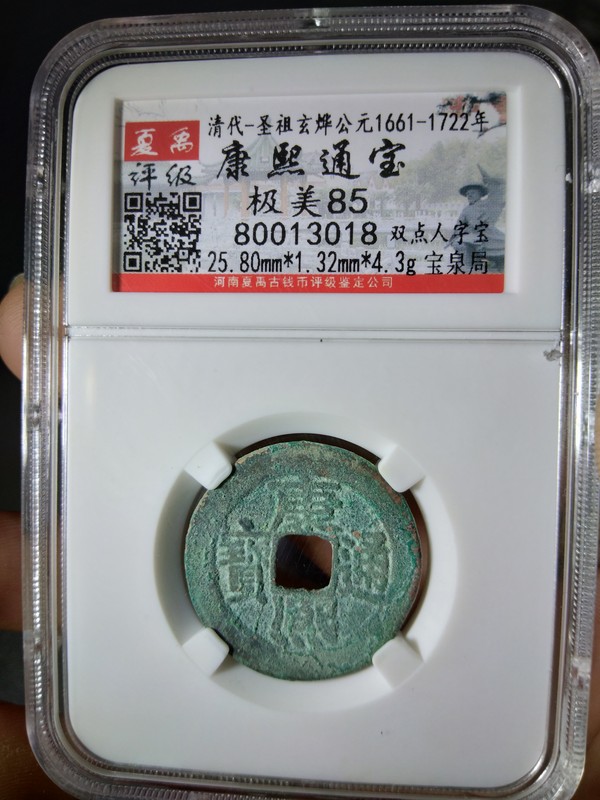 清代-圣祖玄烨公元1661-1722年
夏禹
评级
康熙通宝
极美85
80013018 双点人字宝
25.80mm*1.32mm*4.3g 宝泉局
河南夏禹古钱币评级鉴定公司
康熙通寶